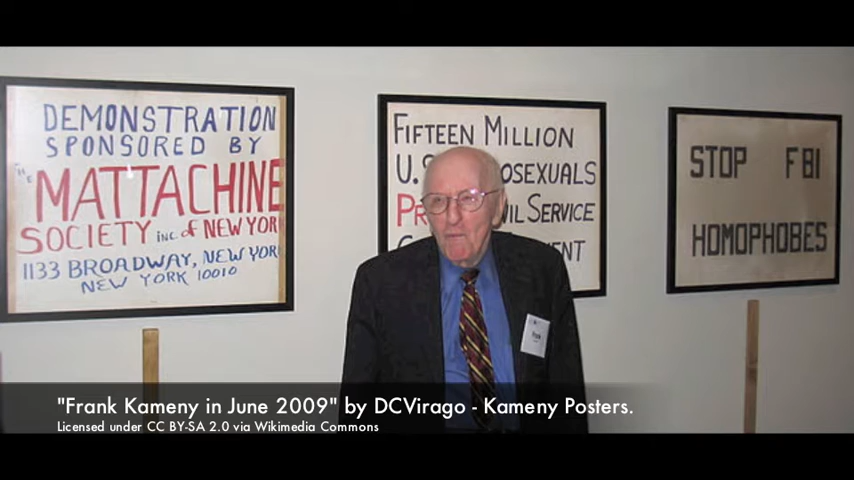 DEMONSTRATION
SPONSORED BY
THE
MATTACHINE
SOCIETY INC. of NEW YORK
1133 BROADWAY, NEW YOR
NEW YORK 10010
FIFTEEN MILLION
U.S. OSEXUALS
IL SERVICE
STOP FBI
HOMOPHOBES
"Frank Kameny in June 2009" by DCVirago - Kameny Posters.
Licensed under CC BY-SA 2.0 via Wikimedia Commons